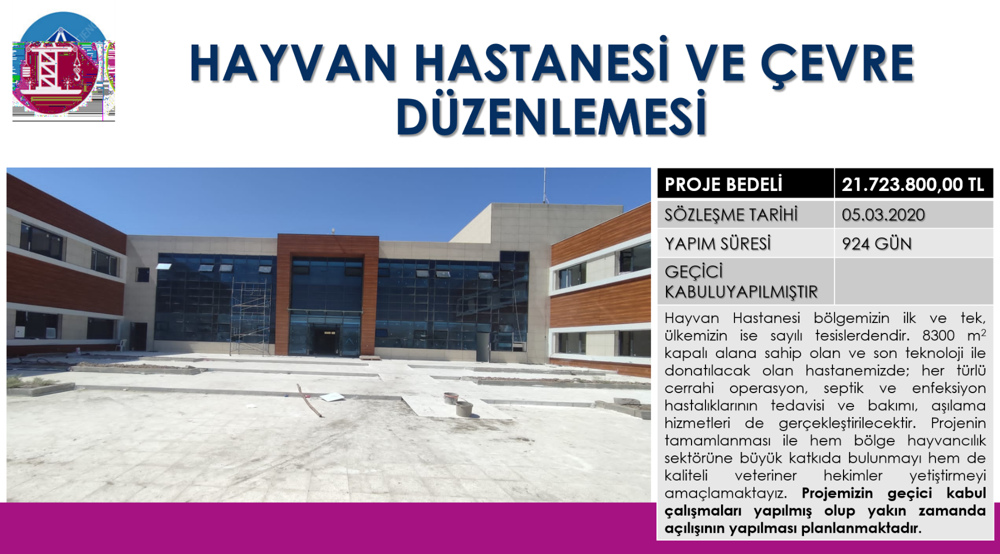 HAYVAN HASTANESİ VE ÇEVRE
DÜZENLEMESİ
PROJE BEDELİ 21.723.800,00 TL
SÖZLEŞME TARİHİ 05.03.2020
YAPIM SÜRESİ 924 GÜN
GEÇİCİ
KABULUYAPILMIŞTIR
Hayvan Hastanesi bölgemizin ilk ve tek,
ülkemizin ise sayılı tesislerdendir. 8300 m²
kapalı alana sahip olan ve son teknoloji ile
donatılacak olan hastanemizde; her türlü
cerrahi operasyon, septik ve enfeksiyon
hastalıklarının tedavisi ve bakımı, aşılama
hizmetleri de gerçekleştirilecektir. Projenin
tamamlanması ile hem bölge hayvancılık
sektörüne büyük katkıda bulunmayı hem de
kaliteli veteriner hekimler yetiştirmeyi
amaçlamaktayız. Projemizin geçici kabul
çalışmaları yapılmış olup yakın zamanda
açılışının yapılması planlanmaktadır.